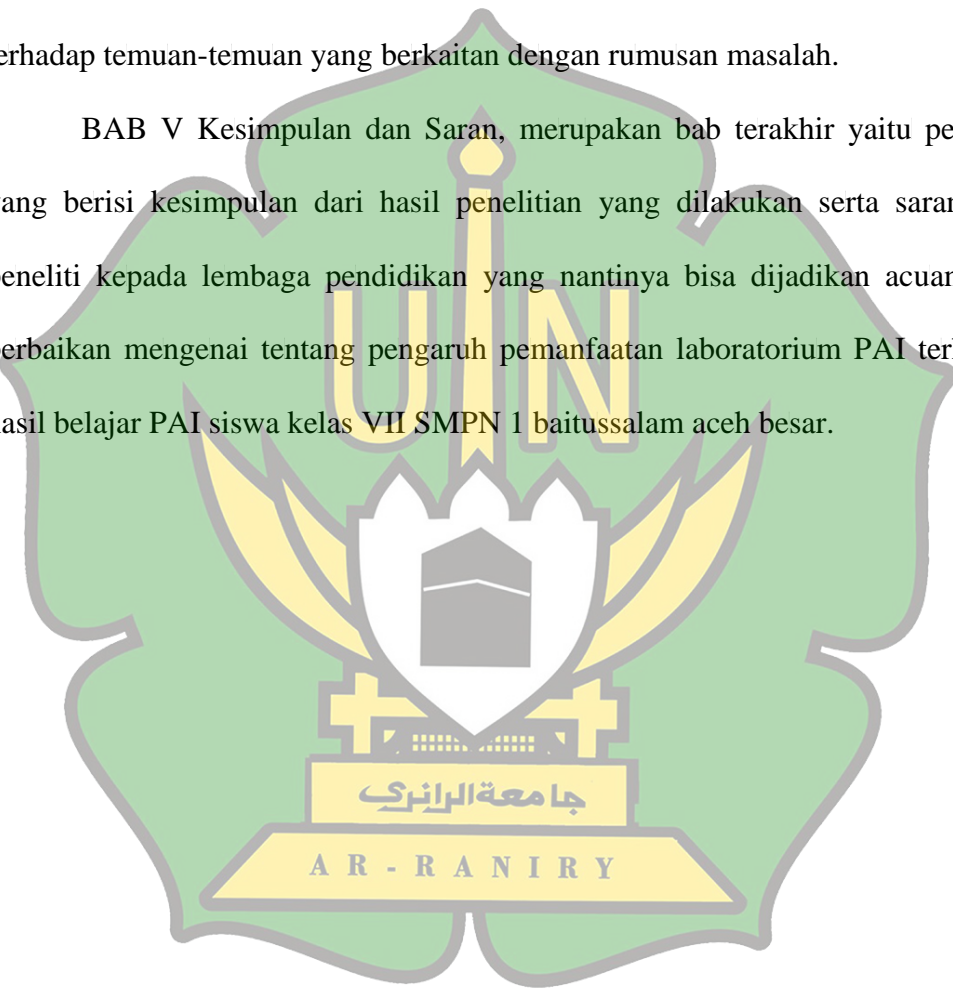 erhadap temuan-temuan yang berkaitan dengan rumusan masalah.
BAB V Kesimpulan dan Saran, merupakan bab terakhir yaitu pe
yang berisi kesimpulan dari hasil penelitian yang dilakukan serta saran
peneliti kepada lembaga pendidikan yang nantinya bisa dijadikan acuan
perbaikan mengenai tentang pengaruh pemanfaatan laboratorium PAI terh
hasil belajar PAI siswa kelas VII SMPN 1 baitussalam aceh besar.
UIN
جامعة الرانري
AR-RANIRY